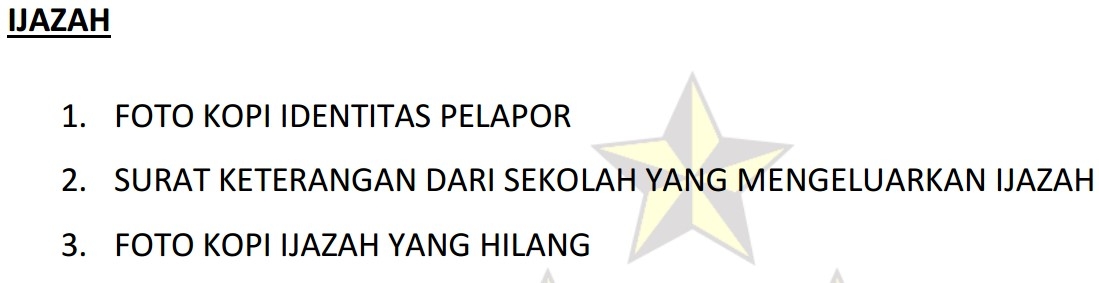 IJAZAH
1. FOTO KOPI IDENTITAS PELAPOR
2. SURAT KETERANGAN DARI SEKOLAH YANG MENGELUARKAN IJAZAH
3. FOTO KOPI IJAZAH YANG HILANG